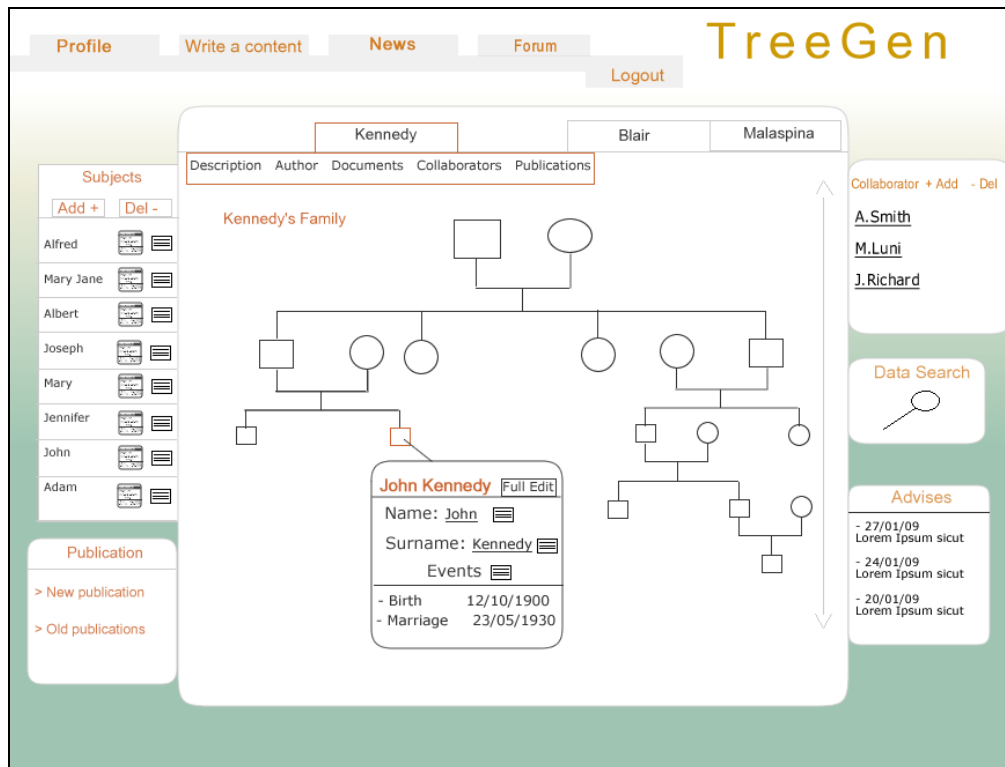 TreeGen
Profile
Write a content
News
Forum
Logout
Kennedy
Blair
Malaspina
Description Author Documents Collaborators Publications
Kennedy's Family
Subjects
Add + Del -
Alfred
Mary Jane
Albert
Joseph
Mary
Jennifer
John
Adam
Publication
> New publication
> Old publications
John Kennedy Full Edit
Name: John
Surname: Kennedy
Events
- Birth 12/10/1900
- Marriage 23/05/1930
Collaborator + Add - Del
A.Smith
M.Luni
J.Richard
Data Search
Advises
- 27/01/09
Lorem Ipsum sicut
- 24/01/09
Lorem Ipsum sicut
- 20/01/09
Lorem Ipsum sicut